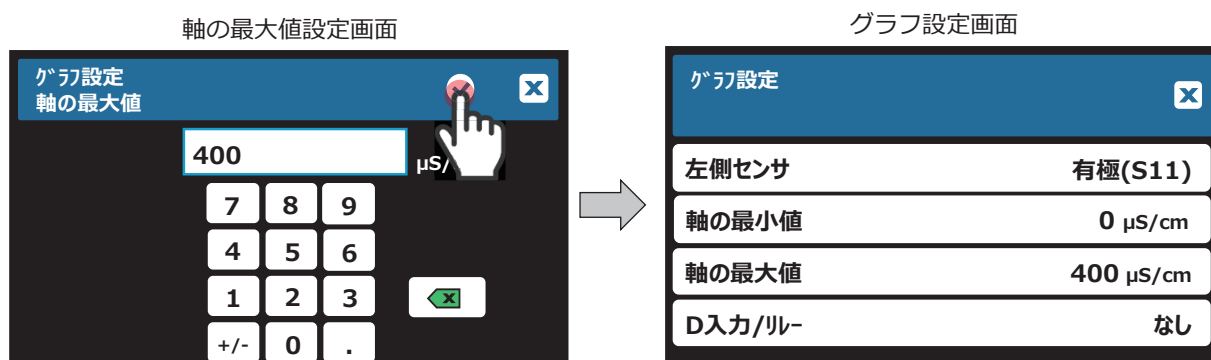 軸の最大値設定画面
グラフ設定
軸の最大値
400
μS/
7 8 9
4 5 6
1 2 3
+/- 0 .
グラフ設定画面
グラフ設定
左側センサ 有極(S11)
軸の最小値 0 μS/cm
軸の最大値 400 μS/cm
D入力/リレー なし